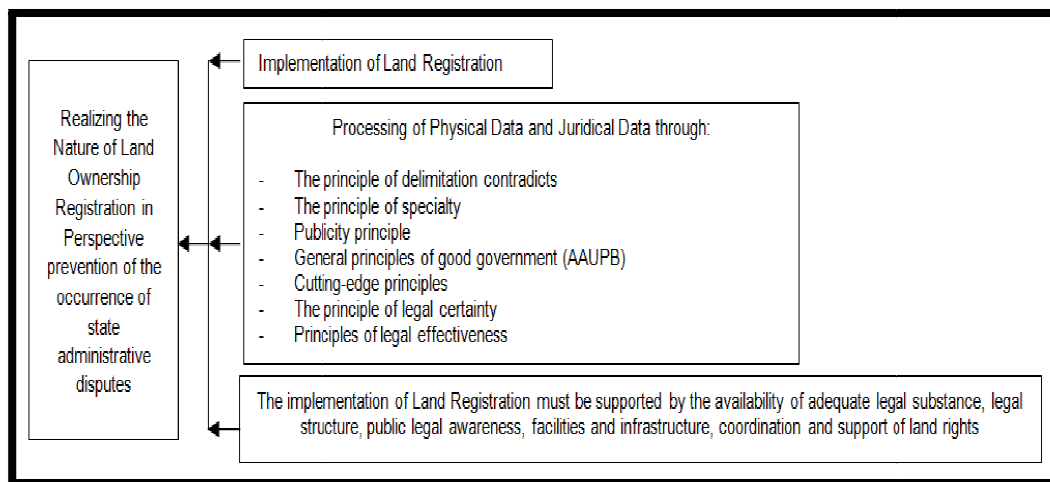 Realizing the
Nature of Land
Ownership
Registration in
Perspective
prevention of the
occurrence of
state
administrative
disputes
Implementation of Land Registration
Processing of Physical Data and Juridical Data through:
- The principle of delimitation contradicts
- The principle of specialty
- Publicity principle
- General principles of good government (AAUPB)
- Cutting-edge principles
- The principle of legal certainty
- Principles of legal effectiveness
The implementation of Land Registration must be supported by the availability of adequate legal substance, legal
structure, public legal awareness, facilities and infrastructure, coordination and support of land rights